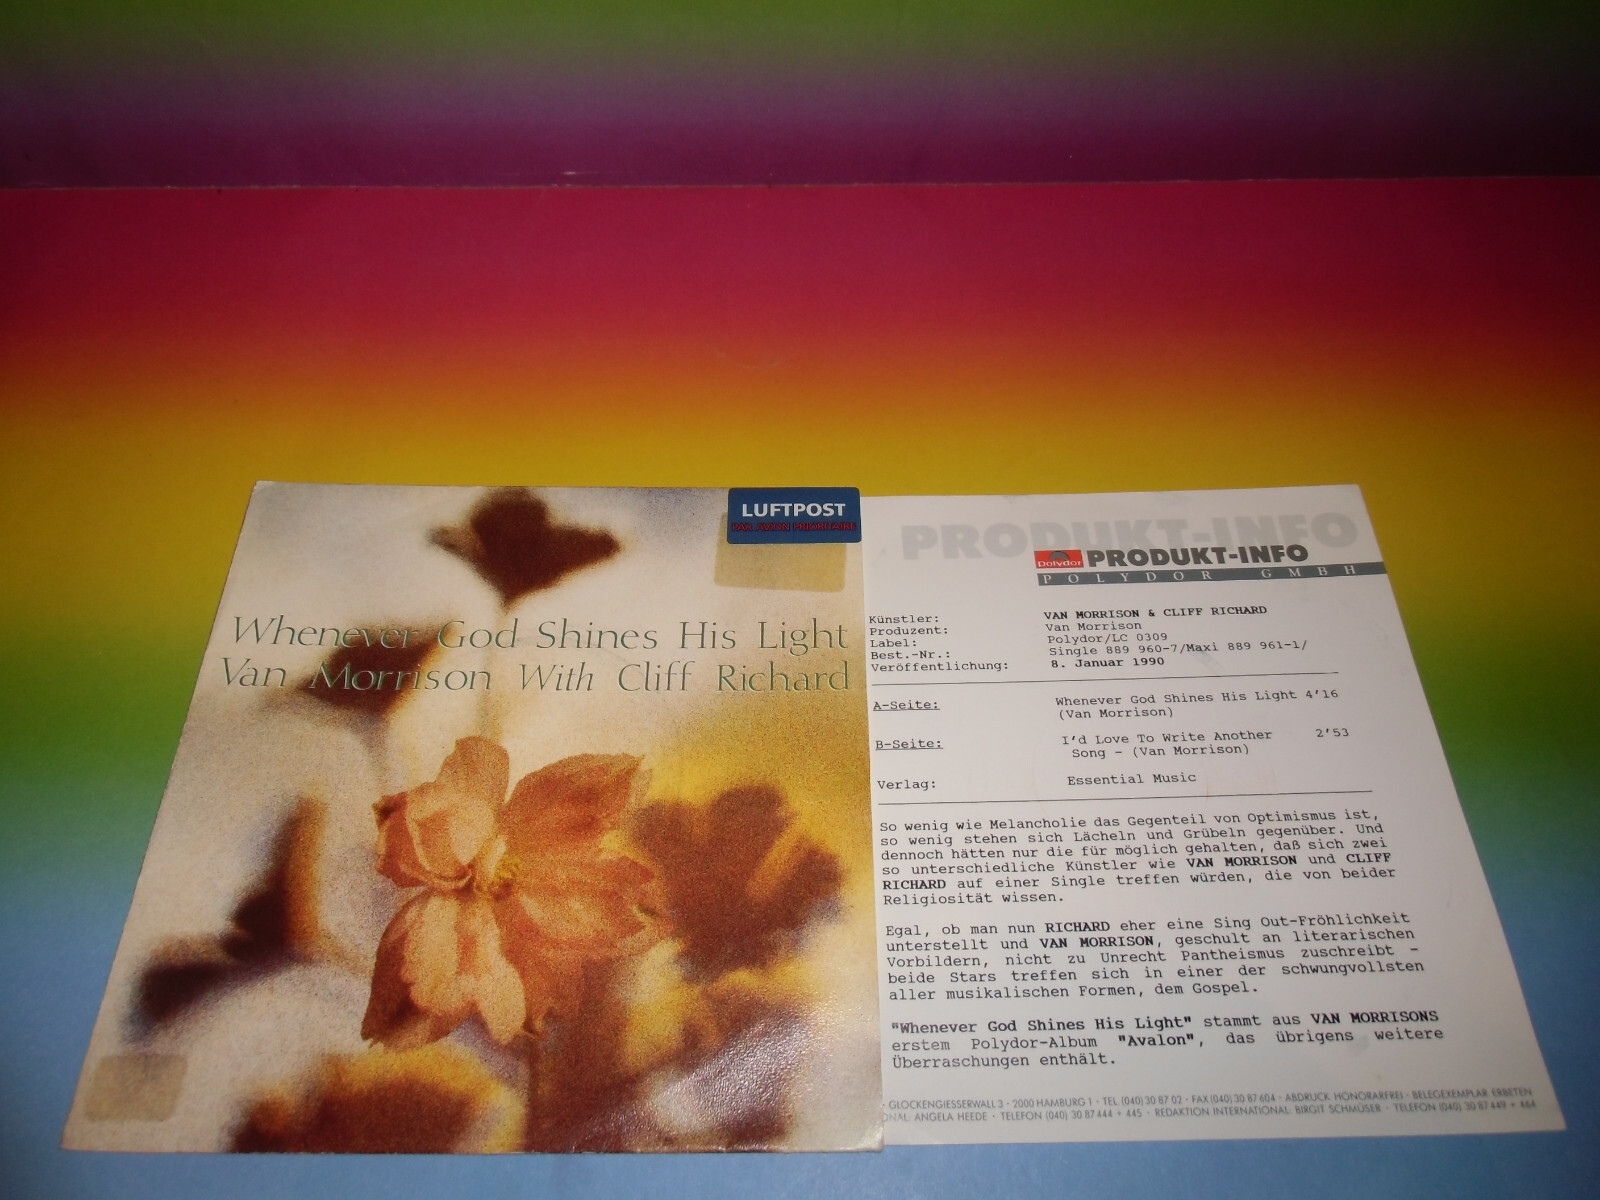 LUFTPOST
PAR AVION PRIORITAIRE
Whenever God Shines His Light
Van Morrison With Cliff Richard
PRODUKT-INFO
Polydor PRODUKT-INFO
POLYDOR GMBH
Künstler: VAN MORRISON & CLIFF RICHARD
Produzent: Van Morrison
Label: Polydor/LC 0309
Best.-Nr.: Single 889 960-7/Maxi 889 961-1/
Veröffentlichung: 8. Januar 1990
A-Seite: Whenever God Shines His Light 4'16
(Van Morrison)
B-Seite: I'd Love To Write Another 2'53
Song - (Van Morrison)
Verlag: Essential Music
So wenig wie Melancholie das Gegenteil von Optimismus ist,
so wenig stehen sich Lächeln und Grübeln gegenüber. Und
dennoch hätten nur die für möglich gehalten, daß sich zwei
so unterschiedliche Künstler wie VAN MORRISON und CLIFF
RICHARD auf einer Single treffen würden, die von beider
Religiosität wissen.
Egal, ob man nun RICHARD eher eine Sing Out-Fröhlichkeit
unterstellt und VAN MORRISON, geschult an literarischen
Vorbildern, nicht zu Unrecht Pantheismus zuschreibt -
beide Stars treffen sich in einer der schwungvollsten
aller musikalischen Formen, dem Gospel.
"Whenever God Shines His Light" stammt aus VAN MORRISONS
erstem Polydor-Album "Avalon", das übrigens weitere
Überraschungen enthält.
GLOCKENGIESSERWALL 3 · 2000 HAMBURG 1 · TEL (040) 30 87 02 · FAX (040) 30 87 604 · ABDRUCK HONORARFREI · BELEGEXEMPLAR ERBETEN
ANGELA HEEDE · TELEFON (040) 30 87 444 + 445 · REDAKTION INTERNATIONAL BIRGIT SCHMUSER · TELEFON (040) 30 87 449 + 464